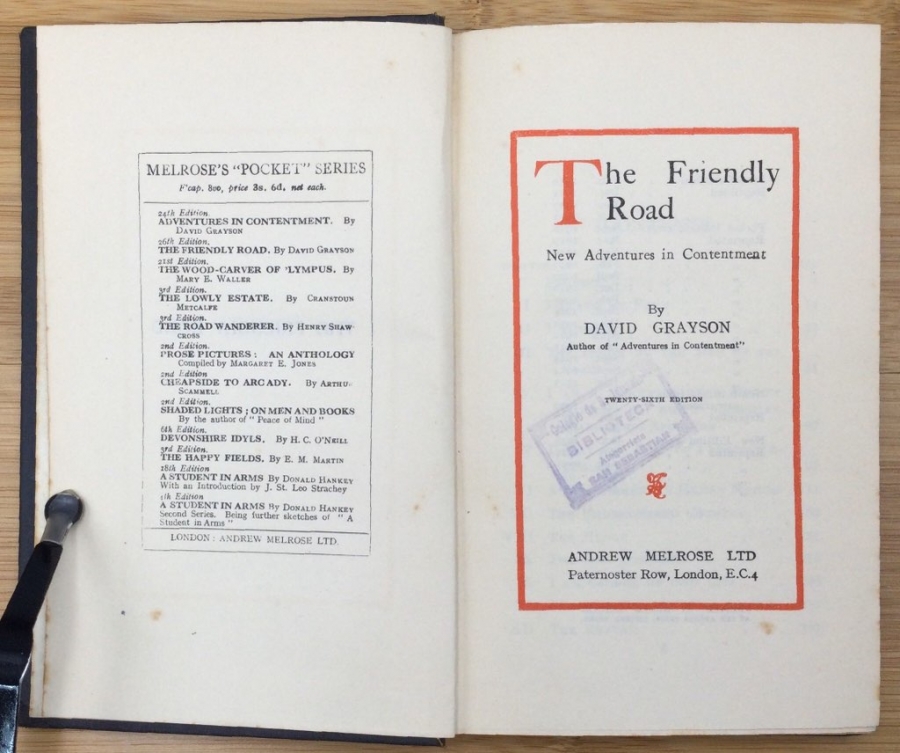 MELROSE'S "POCKET" SERIES
F'cap. 8vo, price 3s. 6d. net each.
24th Edition.
ADVENTURES IN CONTENTMENT. By
DAVID GRAYSON
26th Edition.
THE FRIENDLY ROAD. By DAVID GRAYSON
21st Edition.
THE WOOD-CARVER OF 'LYMPUS. By
MARY E. WALLER
3rd Edition.
THE LOWLY ESTATE. By CRANSTOUN
METCALFE
3rd Edition.
THE ROAD WANDERER. By HENRY SHAW-
CROSS
2nd Edition.
PROSE PICTURES: AN ANTHOLOGY
Compiled by MARGARET E. JONES
2nd Edition
CHEAPSIDE TO ARCADY. By ARTHU.
SCAMMELL
2nd Edition.
SHADED LIGHTS; ON MEN AND BOOKS
By the author of "Peace of Mind"
6th Edition.
DEVONSHIRE IDYLS. By H. C. O'NEILL
3rd Edition.
THE HAPPY FIELDS. By E. M. MARTIN
18th Edition
A STUDENT IN ARMS By DONALD HANKEY
With an Introduction by J. St. Leo Strachey
Edition
A STUDENT IN ARMS By DONALD HANKEY
Second Series. Being further sketches of "A
Student in Arms"
LONDON: ANDREW MELROSE LTD.
The Friendly
Road
New Adventures in Contentment
By
DAVID GRAYSON
Author of "Adventures in Contentment"
TWENTY-SIXTH EDITION
Colegio de
BIBLIOTECA
SAN SEBASTIAN
ANDREW MELROSE LTD
Paternoster Row, London, E.C.4